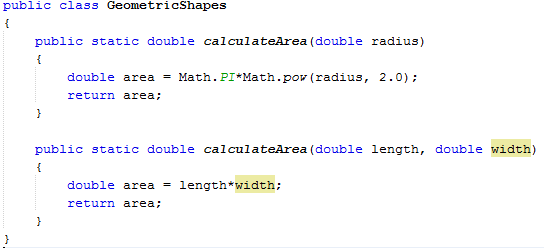 public class GeometricShapes
{
public static double calculateArea(double radius)
{
double area = Math.PI*Math.pow(radius, 2.0);
return area;
}
public static double calculateArea(double length, double width)
{
double area = length*width;
return area;
}
}